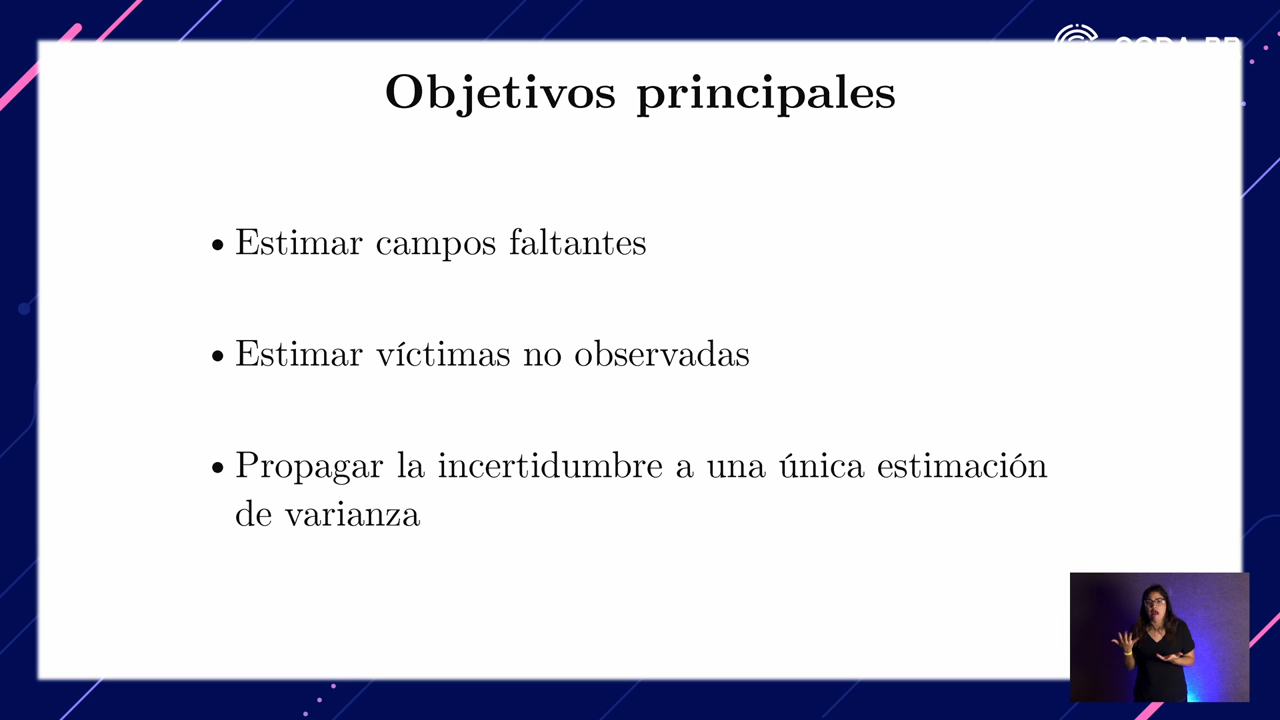 Objetivos principales
• Estimar campos faltantes
• Estimar víctimas no observadas
• Propagar la incertidumbre a una única estimación
de varianza